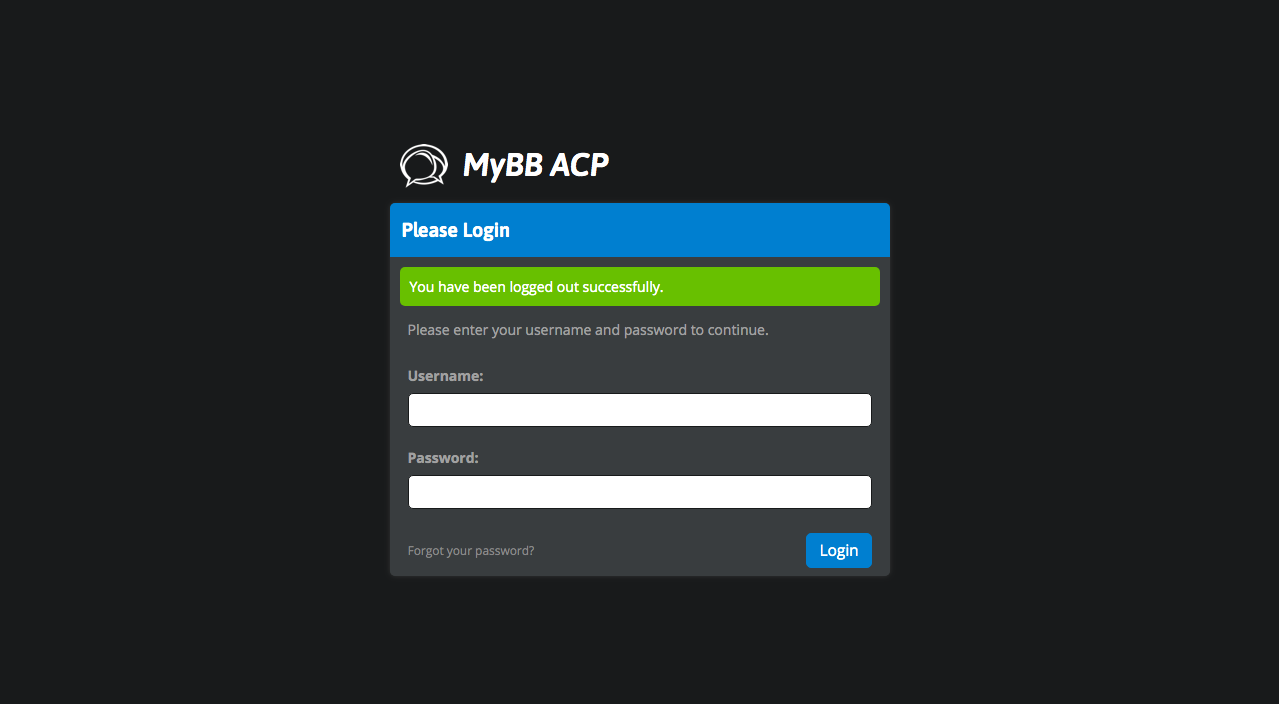 MyBB ACP
Please Login
You have been logged out successfully.
Please enter your username and password to continue.
Username:
Password:
Forgot your password?
Login